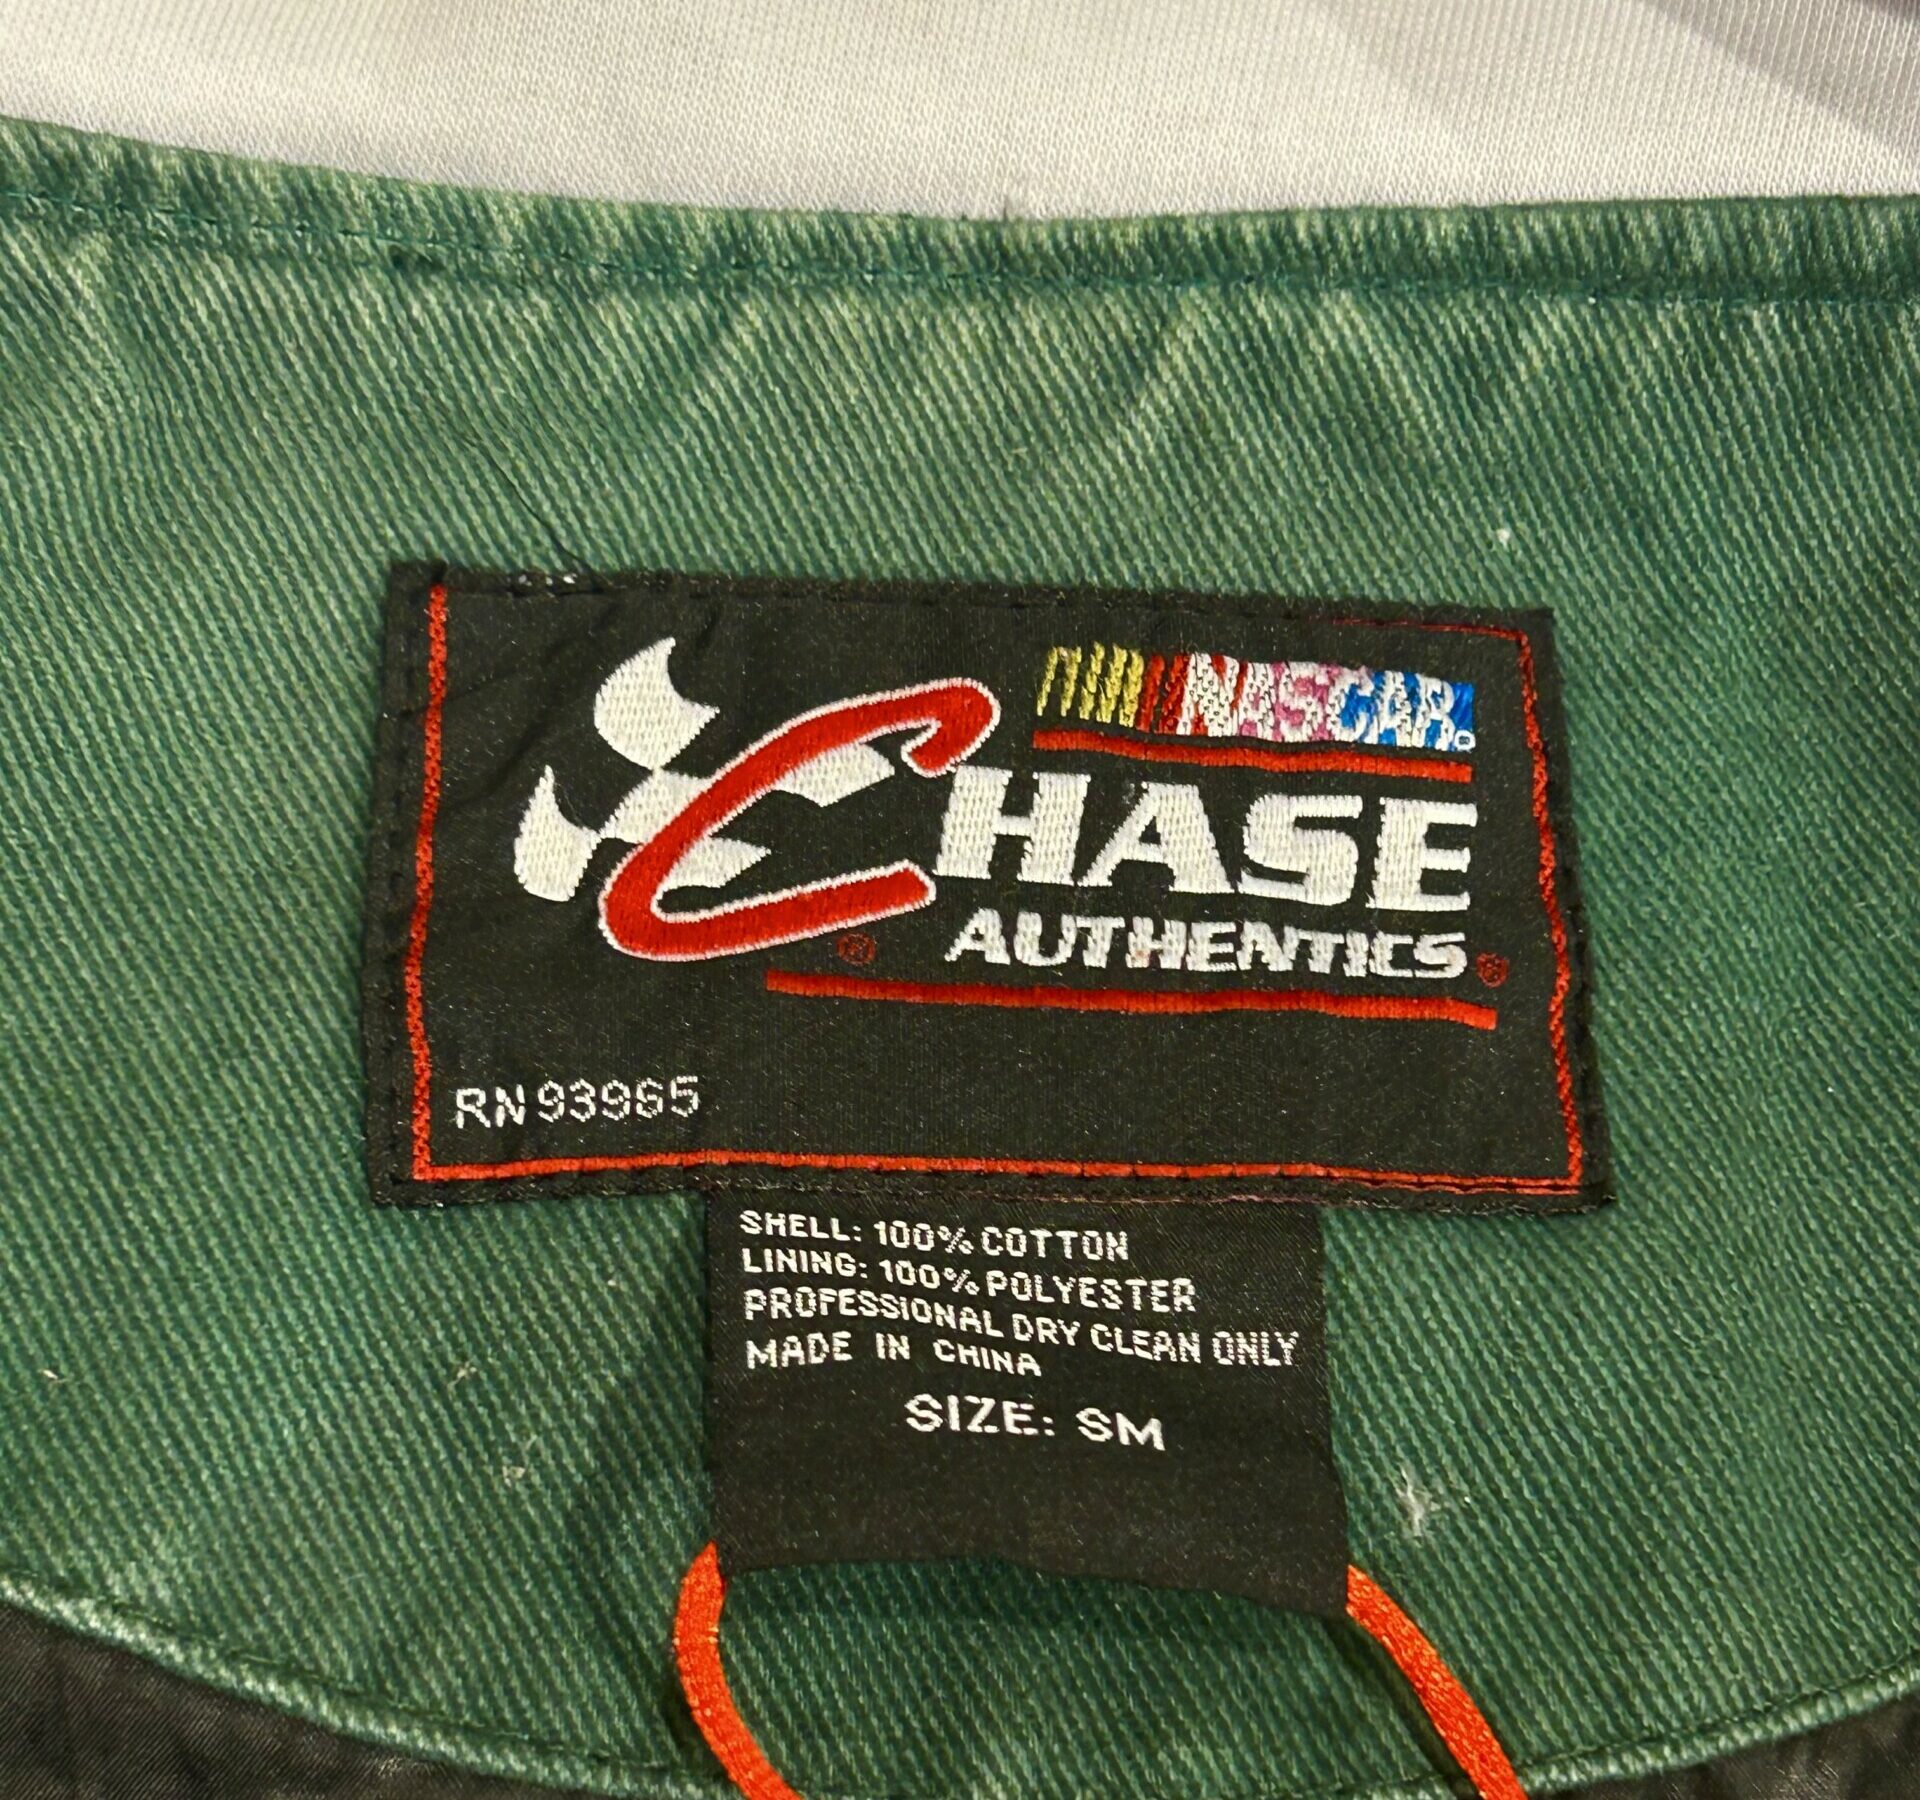 NASCAR
CHASE
AUTHENTICS
RN 93965
SHELL: 100% COTTON
LINING: 100% POLYESTER
PROFESSIONAL DRY CLEAN ONLY
MADE IN CHINA
SIZE: SM